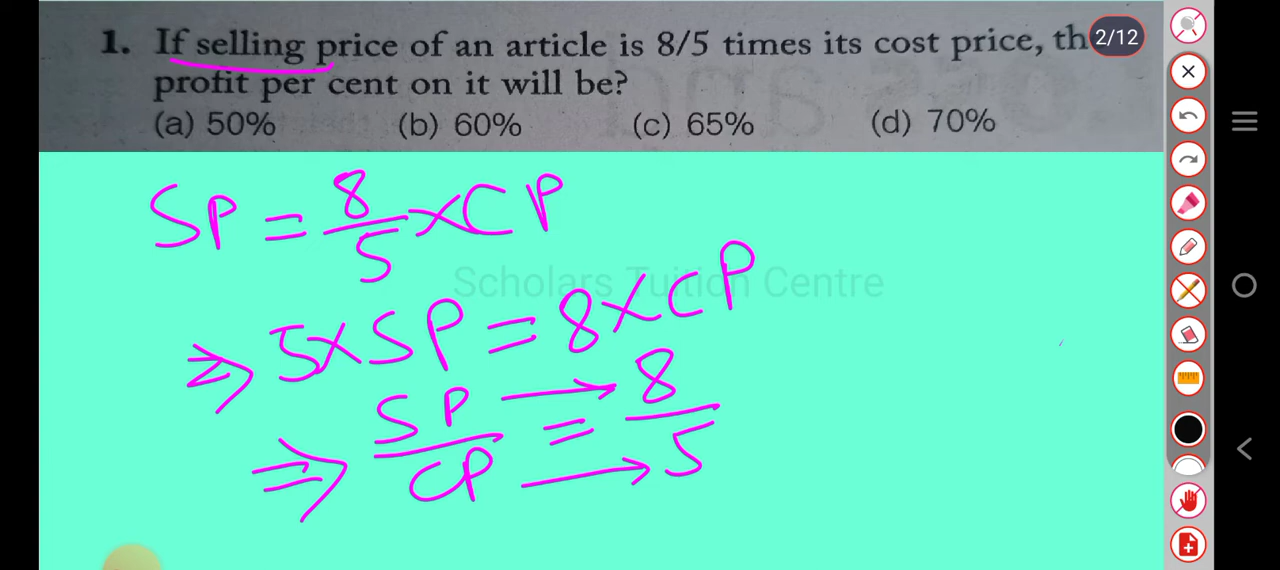 1. If selling price of an article is 8/5 times its cost price, th
2/12
profit per cent on it will be?
(a) 50% (b) 60% (c) 65% (d) 70%
SP = 8/5 × CP
Scholars Tuition Centre
⇒ 5 × SP = 8 × CP
⇒ SP/CP = 8/5